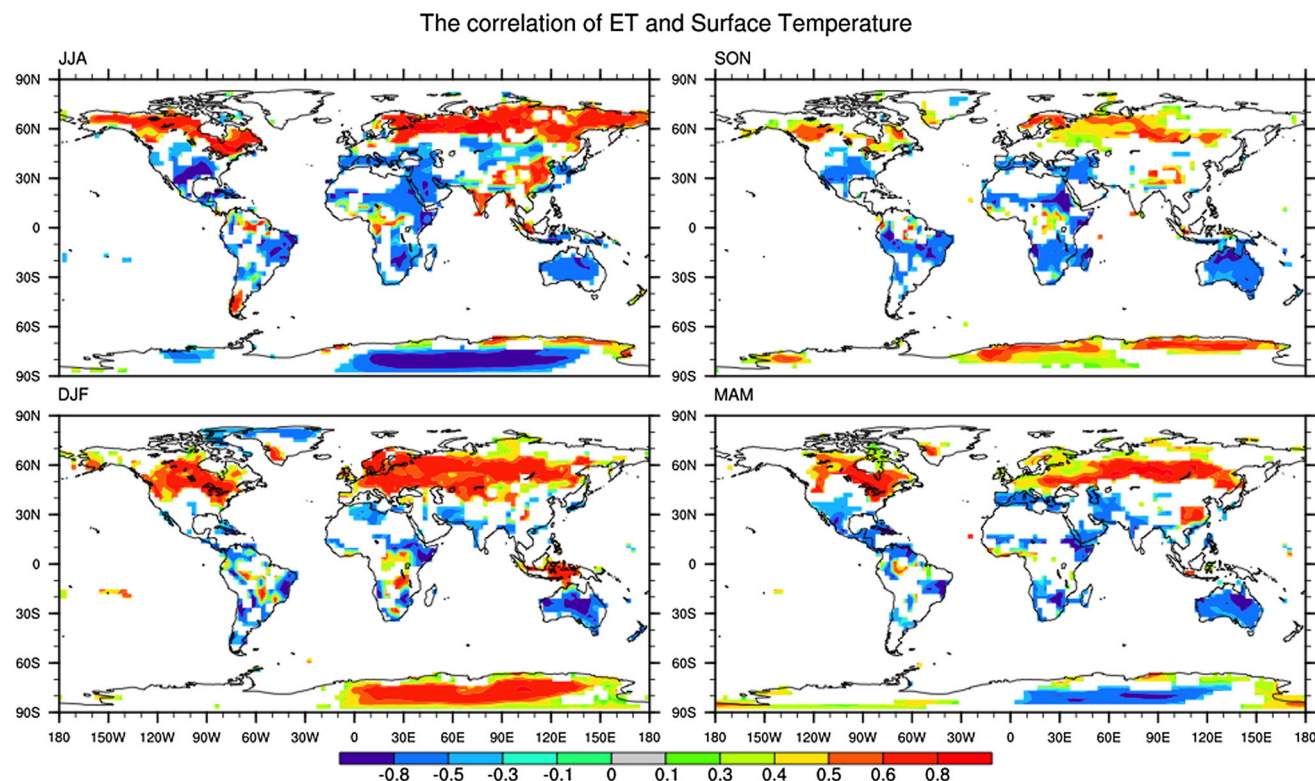 The correlation of ET and Surface Temperature
JJA
SON
90N
60N
30N
0
30S
60S
90S
90N
60N
30N
0
30S
60S
90S
DJF
MAM
90N
60N
30N
0
30S
60S
90S
90N
60N
30N
0
30S
60S
90S
180 150W 120W 90W 60W 30W 0 30E 60E 90E 120E 150E 180
180 150W 120W 90W 60W 30W 0 30E 60E 90E 120E 150E 180
-0.8 -0.5 -0.3 -0.1 0 0.1 0.3 0.4 0.5 0.6 0.8